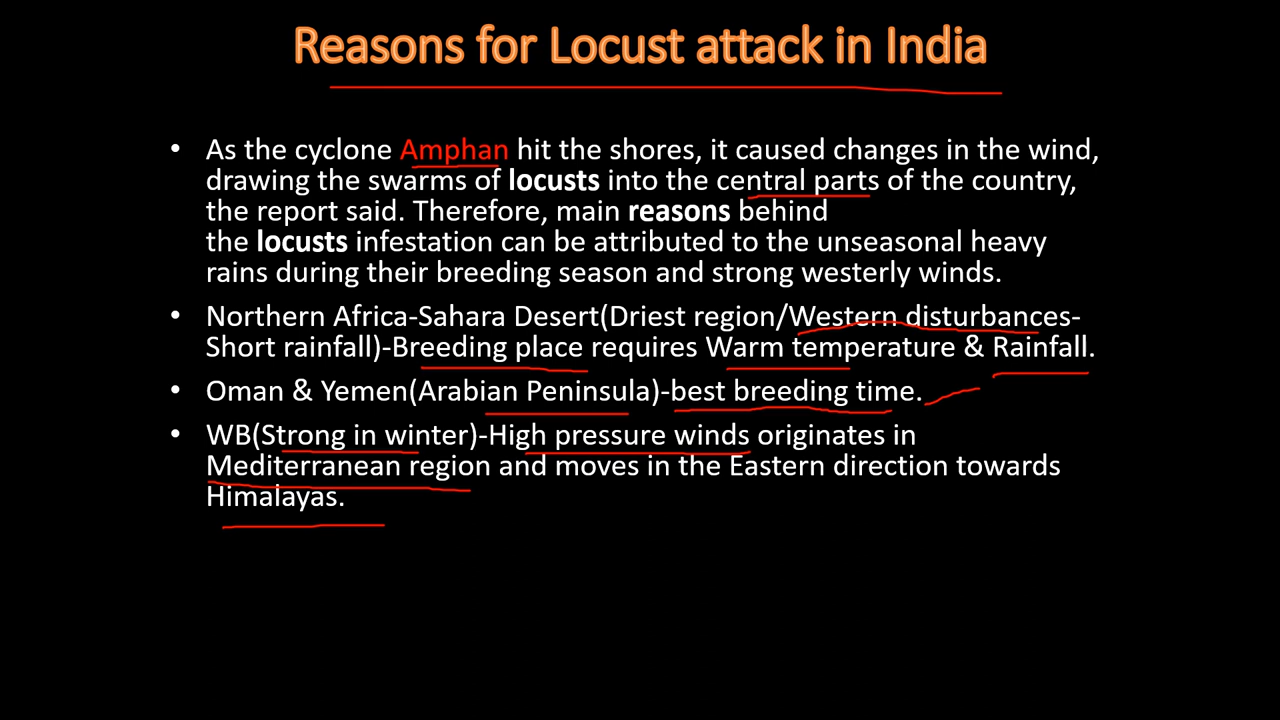 Reasons for Locust attack in India
• As the cyclone Amphan hit the shores, it caused changes in the wind,
drawing the swarms of locusts into the central parts of the country,
the report said. Therefore, main reasons behind
the locusts infestation can be attributed to the unseasonal heavy
rains during their breeding season and strong westerly winds.
• Northern Africa-Sahara Desert(Driest region/Western disturbances-
Short rainfall)-Breeding place requires Warm temperature & Rainfall.
• Oman & Yemen(Arabian Peninsula)-best breeding time.
• WB(Strong in winter)-High pressure winds originates in
Mediterranean region and moves in the Eastern direction towards
Himalayas.